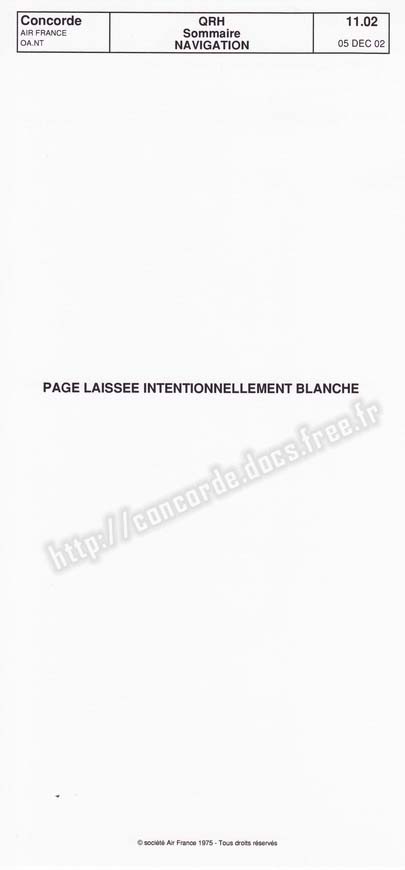 Concorde
AIR FRANCE
OA.NT
QRH
Sommaire
NAVIGATION
11.02
05 DEC 02
PAGE LAISSEE INTENTIONNELLEMENT BLANCHE
http://concorde.docs.free.fr
© société Air France 1975 - Tous droits réservés